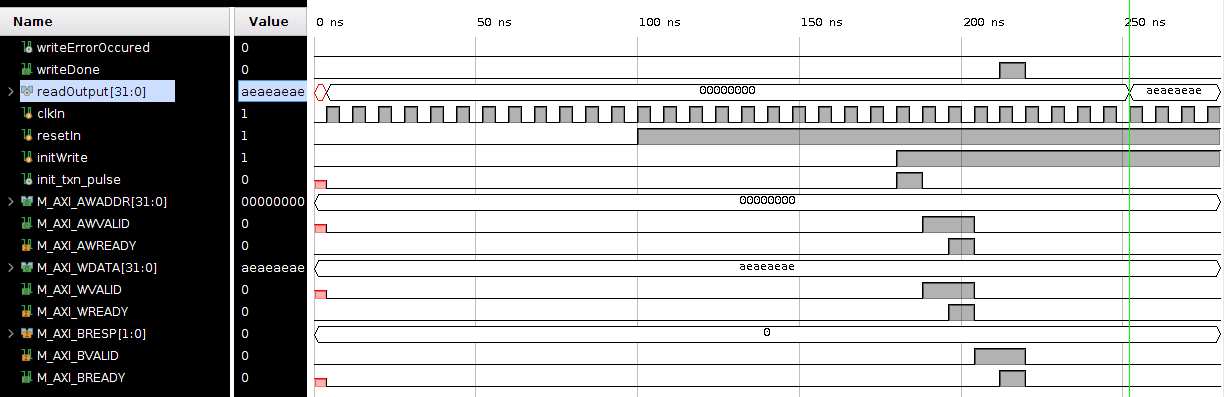 Name Value 0 ns 50 ns 100 ns 150 ns 200 ns 250 ns
writeErrorOccured 0
writeDone 0
readOutput[31:0] aeaeaeae 00000000 aeaeaeae
clkIn 1
resetIn 1
initWrite 1
init_txn_pulse 0
M_AXI_AWADDR[31:0] 00000000 00000000
M_AXI_AWVALID 0
M_AXI_AWREADY 0
M_AXI_WDATA[31:0] aeaeaeae aeaeaeae
M_AXI_WVALID 0
M_AXI_WREADY 0
M_AXI_BRESP[1:0] 0 0
M_AXI_BVALID 0
M_AXI_BREADY 0